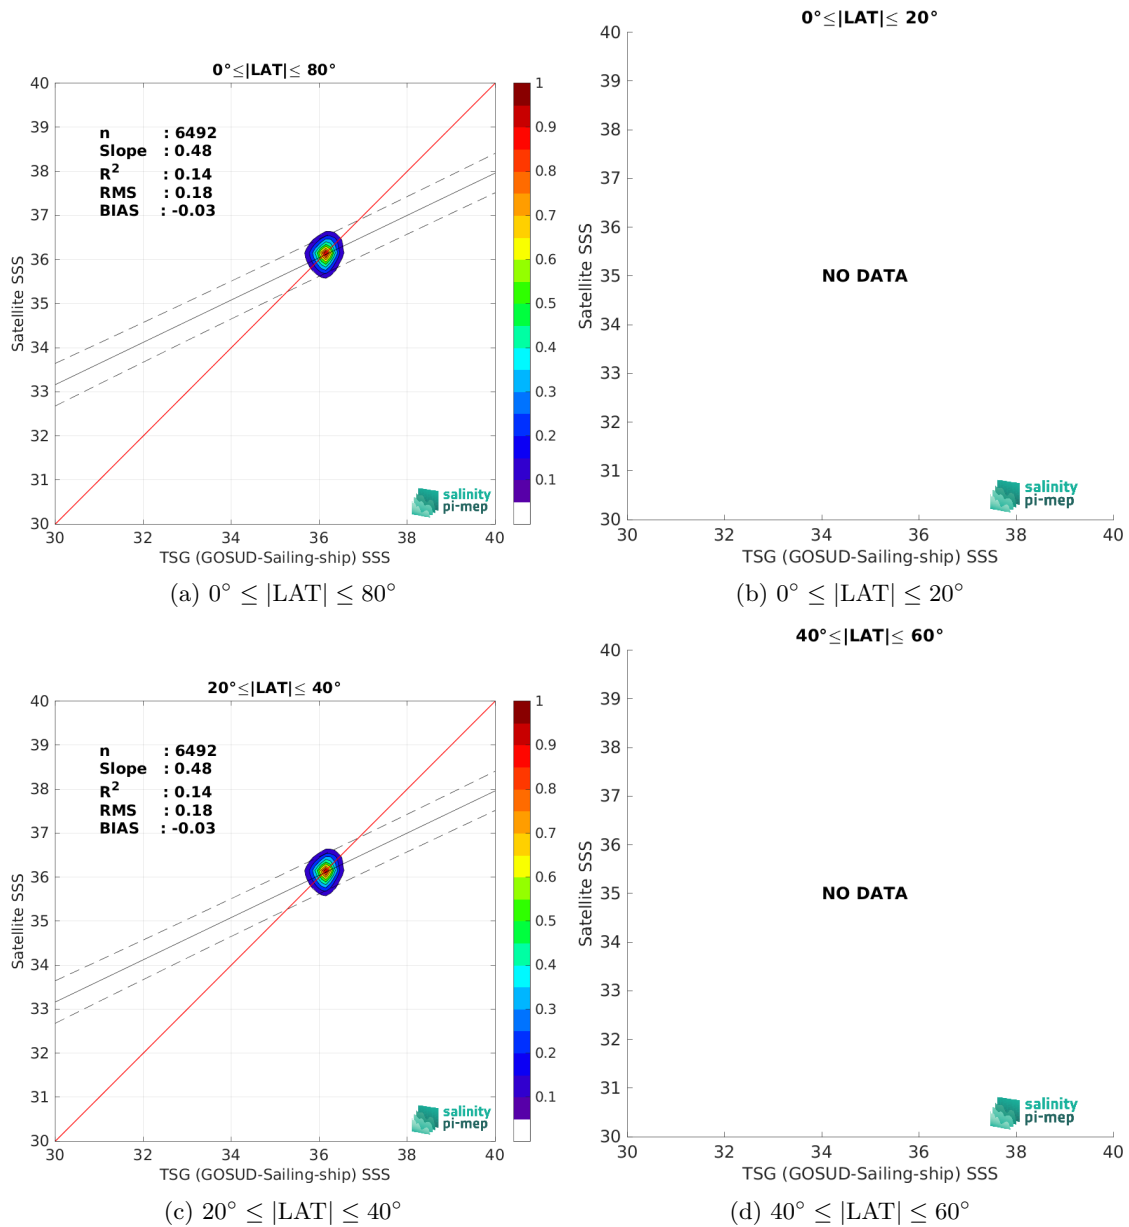 0°≤|LAT|≤ 80°
40
39
38
37
36
35
34
33
32
31
30
Satellite SSS
n : 6492
Slope : 0.48
R² : 0.14
RMS : 0.18
BIAS : -0.03
salinity
pi-mep
30 32 34 36 38 40
TSG (GOSUD-Sailing-ship) SSS
1
0.9
0.8
0.7
0.6
0.5
0.4
0.3
0.2
0.1
(a) 0° ≤ |LAT| ≤ 80°
0°≤|LAT|≤ 20°
40
39
38
37
36
35
34
33
32
31
30
Satellite SSS
NO DATA
salinity
pi-mep
30 32 34 36 38 40
TSG (GOSUD-Sailing-ship) SSS
(b) 0° ≤ |LAT| ≤ 20°
20°≤|LAT|≤ 40°
40
39
38
37
36
35
34
33
32
31
30
Satellite SSS
n : 6492
Slope : 0.48
R² : 0.14
RMS : 0.18
BIAS : -0.03
salinity
pi-mep
30 32 34 36 38 40
TSG (GOSUD-Sailing-ship) SSS
1
0.9
0.8
0.7
0.6
0.5
0.4
0.3
0.2
0.1
(c) 20° ≤ |LAT| ≤ 40°
40°≤|LAT|≤ 60°
40
39
38
37
36
35
34
33
32
31
30
Satellite SSS
NO DATA
salinity
pi-mep
30 32 34 36 38 40
TSG (GOSUD-Sailing-ship) SSS
(d) 40° ≤ |LAT| ≤ 60°